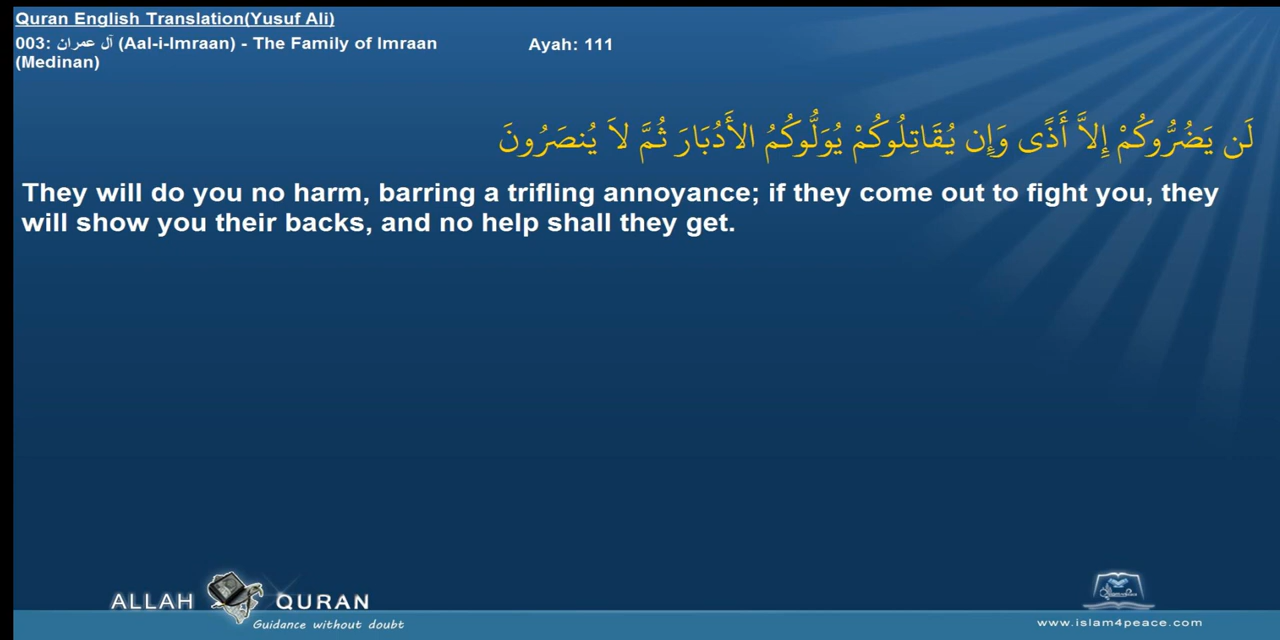 Quran English Translation(Yusuf Ali)
003: آل عمران (Aal-i-Imraan) - The Family of Imraan Ayah: 111
(Medinan)
لَن يَضُرُّوكُمْ إِلاَّ أَذًى وَإِن يُقَاتِلُوكُمْ يُوَلُّوكُمُ الأَدُبَارَ ثُمَّ لاَ يُنصَرُونَ
They will do you no harm, barring a trifling annoyance; if they come out to fight you, they
will show you their backs, and no help shall they get.
ALLAH QURAN
Guidance without doubt
www.islam4peace.com